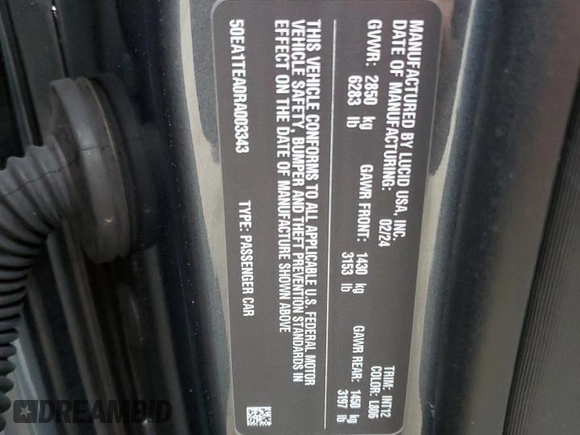 MANUFACTURED BY LUCID USA, INC.
DATE OF MANUFACTURING: 02/24
GVWR: 2850 kg
6283 lb
GAWR FRONT: 1430 kg
3153 lb
GAWR REAR: 1450 kg
3197 lb
TRIM: INT12
COLOR: L806
THIS VEHICLE CONFORMS TO ALL APPLICABLE U.S. FEDERAL MOTOR
VEHICLE SAFETY, BUMPER AND THEFT PREVENTION STANDARDS IN
EFFECT ON THE DATE OF MANUFACTURE SHOWN ABOVE
50EA1TEA0RA003343
TYPE: PASSENGER CAR
DREAMBID